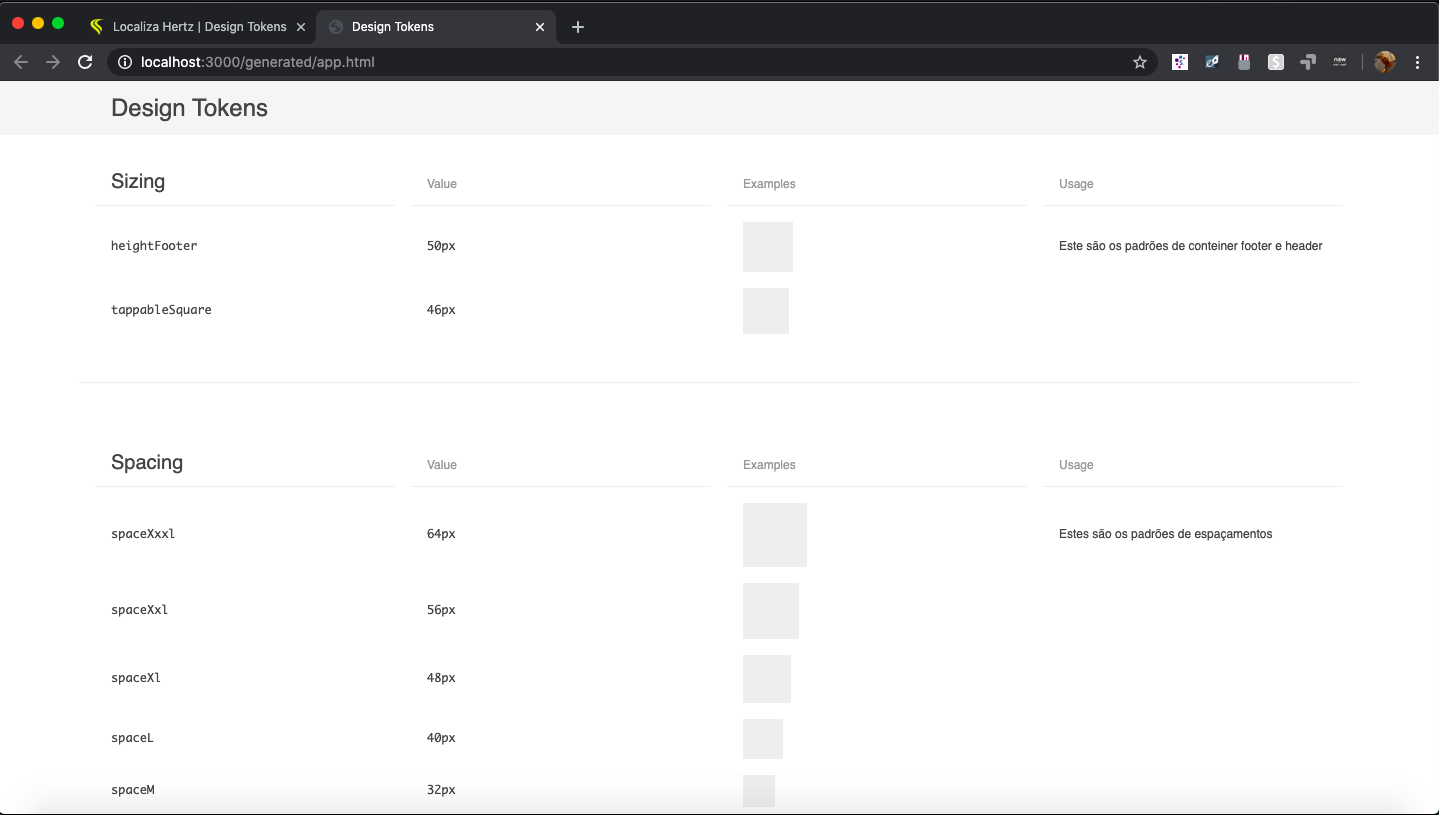 Localiza Hertz | Design Tokens
Design Tokens
localhost:3000/generated/app.html
Design Tokens
Sizing Value Examples Usage
heightFooter 50px Este são os padrões de conteiner footer e header
tappableSquare 46px
Spacing Value Examples Usage
spaceXxxl 64px Estes são os padrões de espaçamentos
spaceXxl 56px
spaceXl 48px
spaceL 40px
spaceM 32px